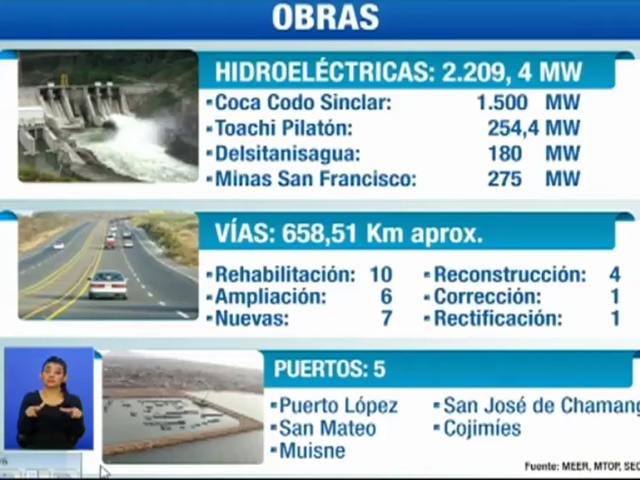 OBRAS
HIDROELÉCTRICAS: 2.209, 4 MW
▪Coca Codo Sinclar: 1.500 MW
▪Toachi Pilatón: 254,4 MW
▪Delsitanisagua: 180 MW
▪Minas San Francisco: 275 MW
VÍAS: 658,51 Km aprox.
▪Rehabilitación: 10 ▪Reconstrucción: 4
▪Ampliación: 6 ▪Corrección: 1
▪Nuevas: 7 ▪Rectificación: 1
PUERTOS: 5
▪Puerto López ▪San José de Chamang
▪San Mateo ▪Cojimíes
▪Muisne
Fuente: MEER, MTOP, SEC